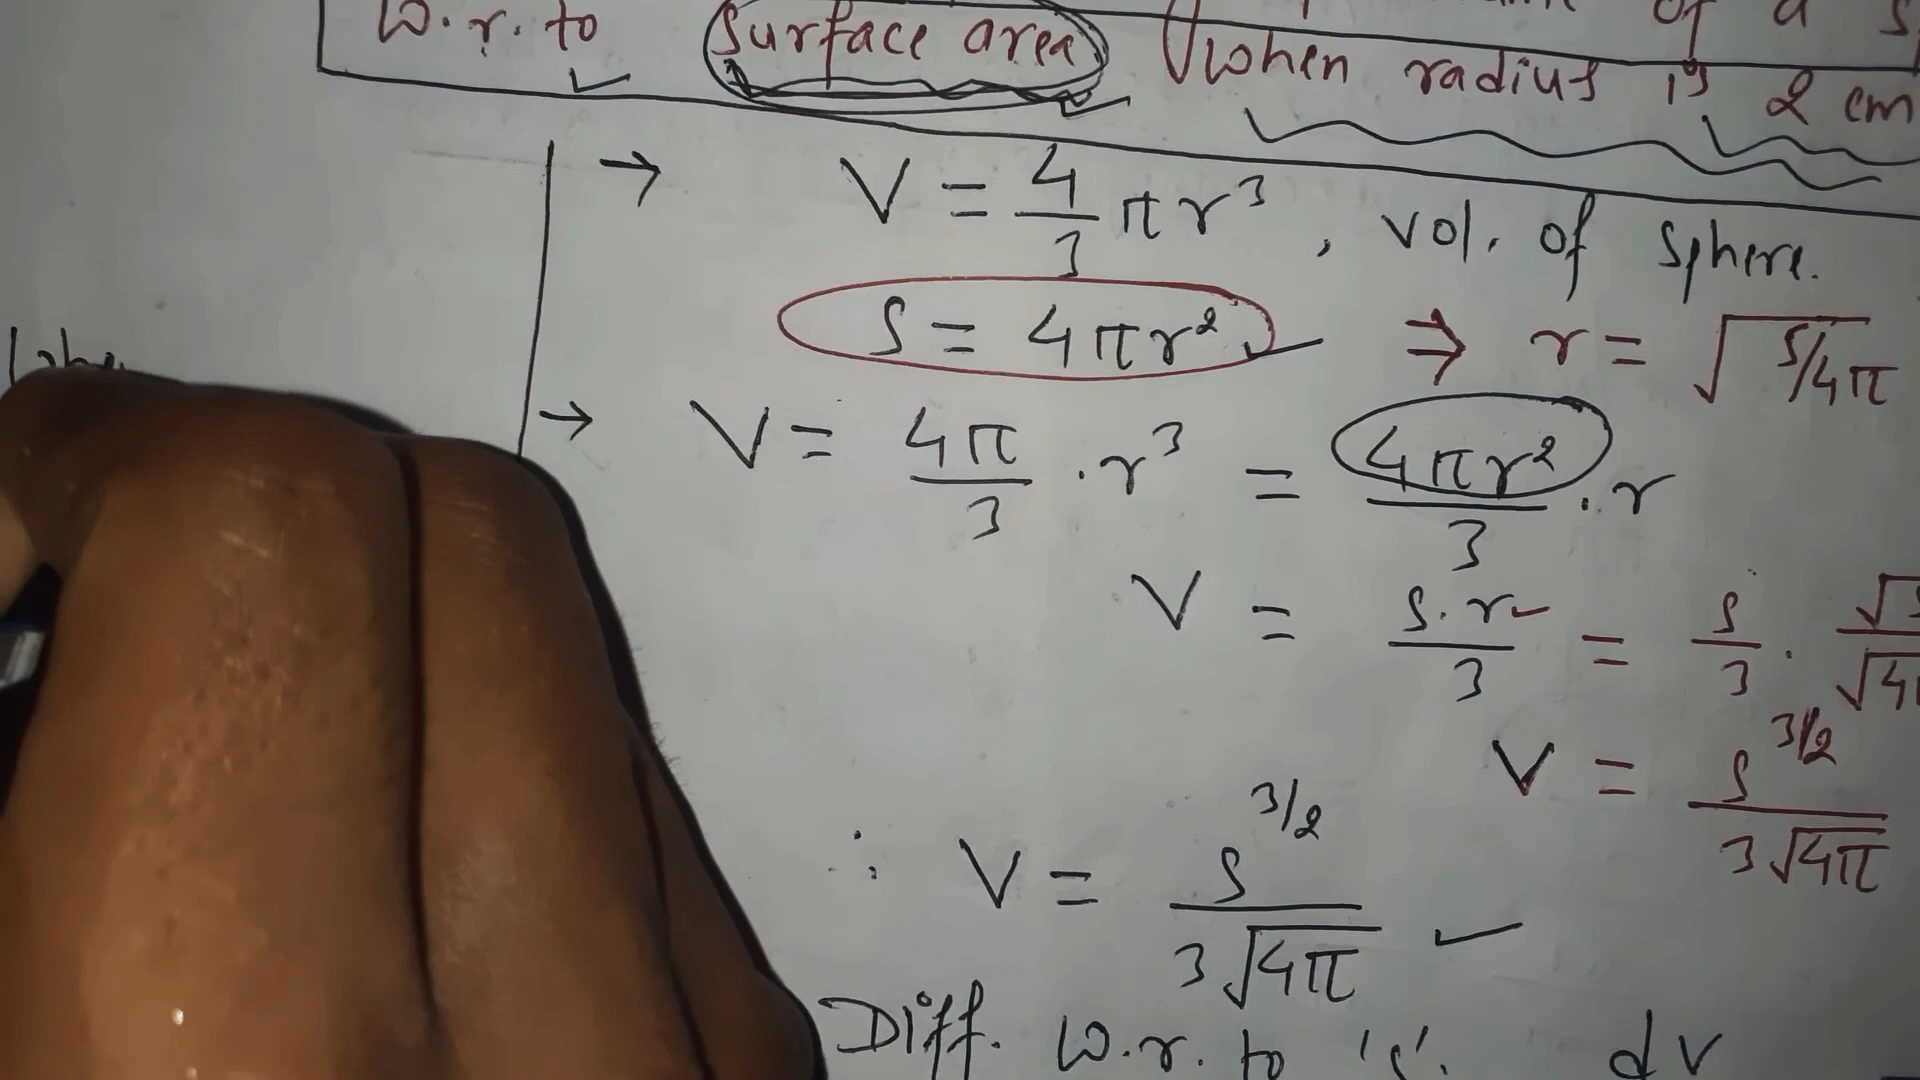 of a
w.r. to surface area when radius is 2 cm
→ V = 4/3 πr³, vol. of sphere.
S = 4πr² ⇒ r = √S/4π
→ V = 4π/3 · r³ = 4πr²/3 · r
V = S.r/3 = S/3 ·
V = S^3/2 / 3√4π
∴ V = S^3/2 / 3√4π
Diff. w.r. to 's'. dV